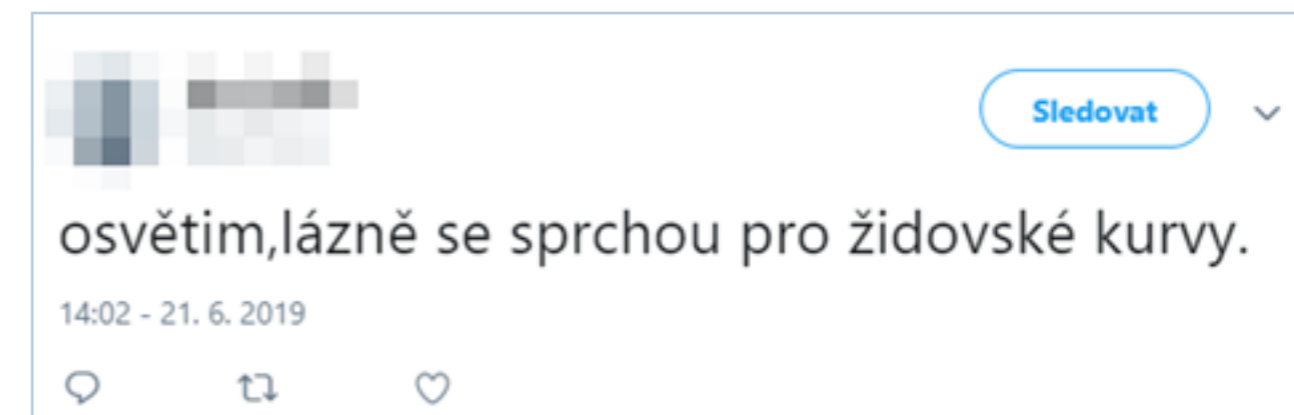 Sledovat
osvětim,lázně se sprchou pro židovské kurvy.
14:02 - 21. 6. 2019